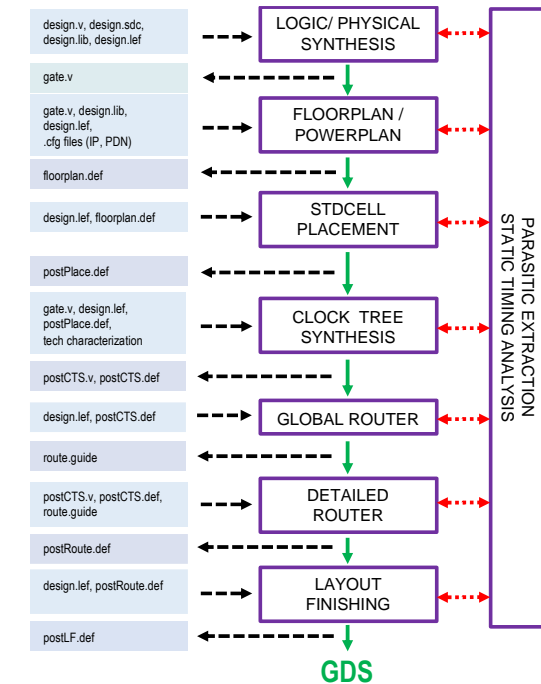 design.v, design.sdc,
design.lib, design.lef
LOGIC/ PHYSICAL
SYNTHESIS
gate.v
gate.v, design.lib,
design.lef,
.cfg files (IP, PDN)
FLOORPLAN /
POWERPLAN
floorplan.def
design.lef, floorplan.def
STDCELL
PLACEMENT
postPlace.def
gate.v, design.lef,
postPlace.def,
tech characterization
CLOCK TREE
SYNTHESIS
postCTS.v, postCTS.def
design.lef, postCTS.def
GLOBAL ROUTER
route.guide
postCTS.v, postCTS.def,
route.guide
DETAILED
ROUTER
postRoute.def
design.lef, postRoute.def
LAYOUT
FINISHING
postLF.def
GDS
PARASITIC EXTRACTION
STATIC TIMING ANALYSIS